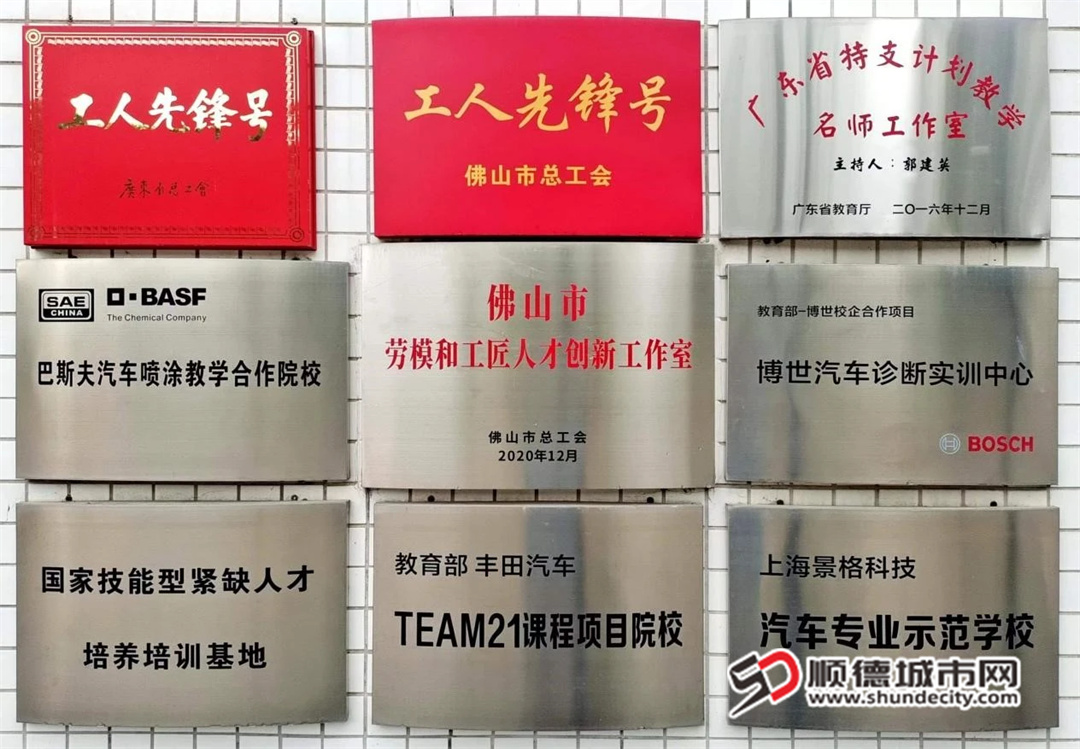 工人先锋号
廣東省总工會
工人先锋号
佛山市总工会
广东省特支计划教学
名师工作室
主持人:郭建英
广东省教育厅 二〇一六年十二月
SAE
CHINA
BASF
The Chemical Company
巴斯夫汽车喷涂教学合作院校
佛山市
劳模和工匠人才创新工作室
佛山市总工会
2020年12月
教育部-博世校企合作项目
博世汽车诊断实训中心
BOSCH
国家技能型紧缺人才
培养培训基地
教育部 丰田汽车
TEAM21课程项目院校
上海景格科技
汽车专业示范学校
顺德城市网
www.shundecity.com